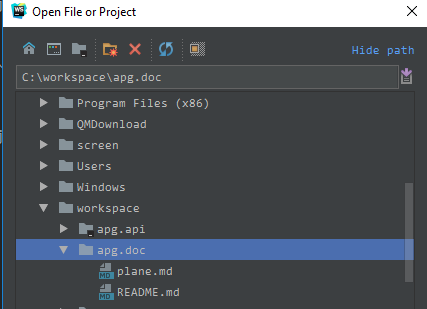 WS
Open File or Project
Hide path
C:\workspace\apg.doc
Program Files (x86)
QMDownload
screen
Users
Windows
workspace
apg.api
apg.doc
MD plane.md
MD README.md